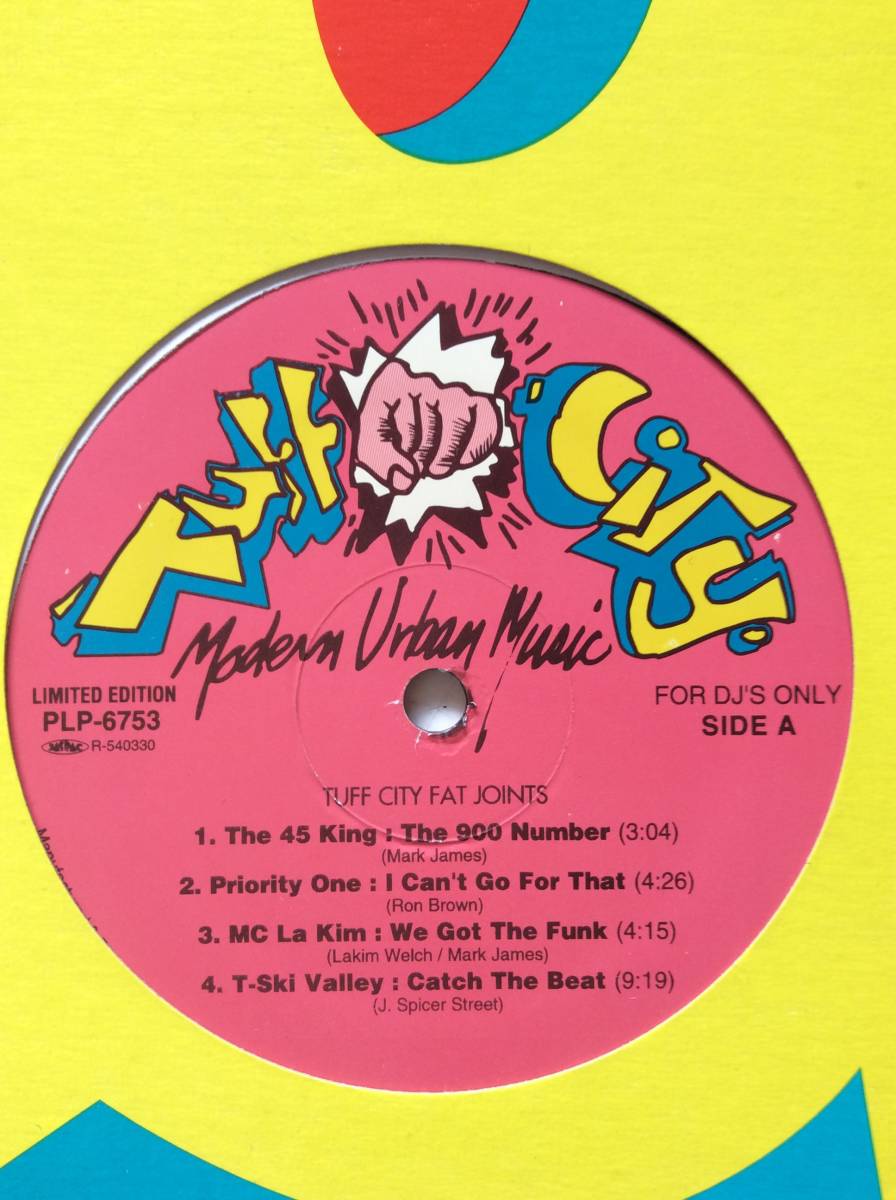 Tuff City
Modern Urban Music
LIMITED EDITION
PLP-6753
R-540330
FOR DJ'S ONLY
SIDE A
TUFF CITY FAT JOINTS
1. The 45 King : The 900 Number (3:04)
(Mark James)
2. Priority One : I Can't Go For That (4:26)
(Ron Brown)
3. MC La Kim : We Got The Funk (4:15)
(Lakim Welch / Mark James)
4. T-Ski Valley : Catch The Beat (9:19)
(J. Spicer Street)